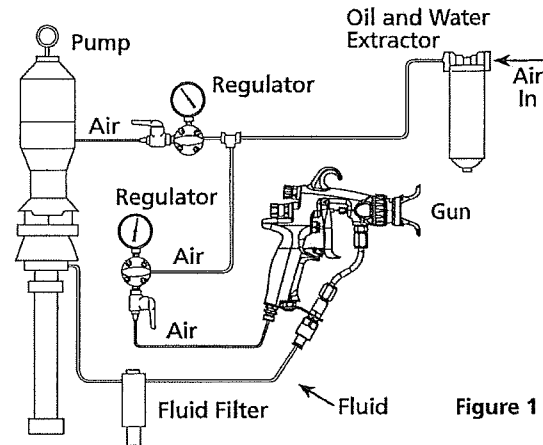 Oil and Water
Extractor
Pump
Regulator
Air
In
Air
Regulator
Gun
Air
Air
Fluid Filter
Fluid
Figure 1